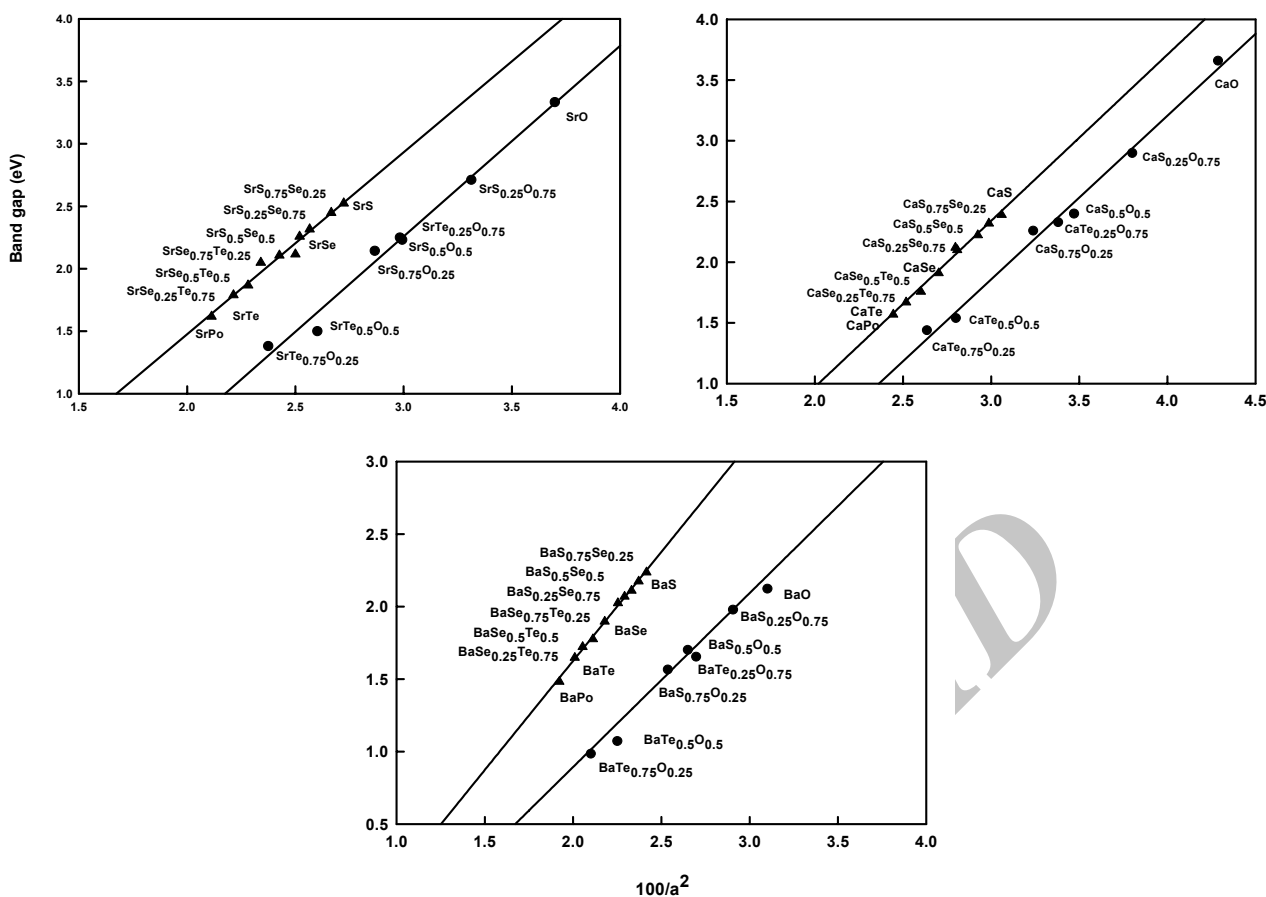 Band gap (eV)
4.0
3.5
3.0
2.5
2.0
1.5
1.0
1.5 2.0 2.5 3.0 3.5 4.0
SrO
SrS0.75Se0.25
SrS
SrS0.25O0.75
SrS0.25Se0.75
SrTe0.25O0.75
SrS0.5Se0.5
SrSe
SrS0.5O0.5
SrSe0.75Te0.25
SrS0.75O0.25
SrSe0.5Te0.5
SrSe0.25Te0.75
SrTe
SrPo
SrTe0.5O0.5
SrTe0.75O0.25
4.0
3.5
3.0
2.5
2.0
1.5
1.0
1.5 2.0 2.5 3.0 3.5 4.0 4.5
CaO
CaS0.25O0.75
CaS
CaS0.75Se0.25
CaS0.5O0.5
CaS0.5Se0.5
CaTe0.25O0.75
CaS0.25Se0.75
CaS0.75O0.25
CaSe
CaSe0.5Te0.5
CaSe0.25Te0.75
CaTe
CaPo
CaTe0.5O0.5
CaTe0.75O0.25
3.0
2.5
2.0
1.5
1.0
0.5
1.0 1.5 2.0 2.5 3.0 3.5 4.0
BaS0.75Se0.25
BaS0.5Se0.5
BaS
BaS0.25Se0.75
BaO
BaSe0.75Te0.25
BaS0.25O0.75
BaSe0.5Te0.5
BaSe
BaS0.5O0.5
BaSe0.25Te0.75
BaTe
BaTe0.25O0.75
BaPo
BaS0.75O0.25
BaTe0.5O0.5
BaTe0.75O0.25
100/a2
D